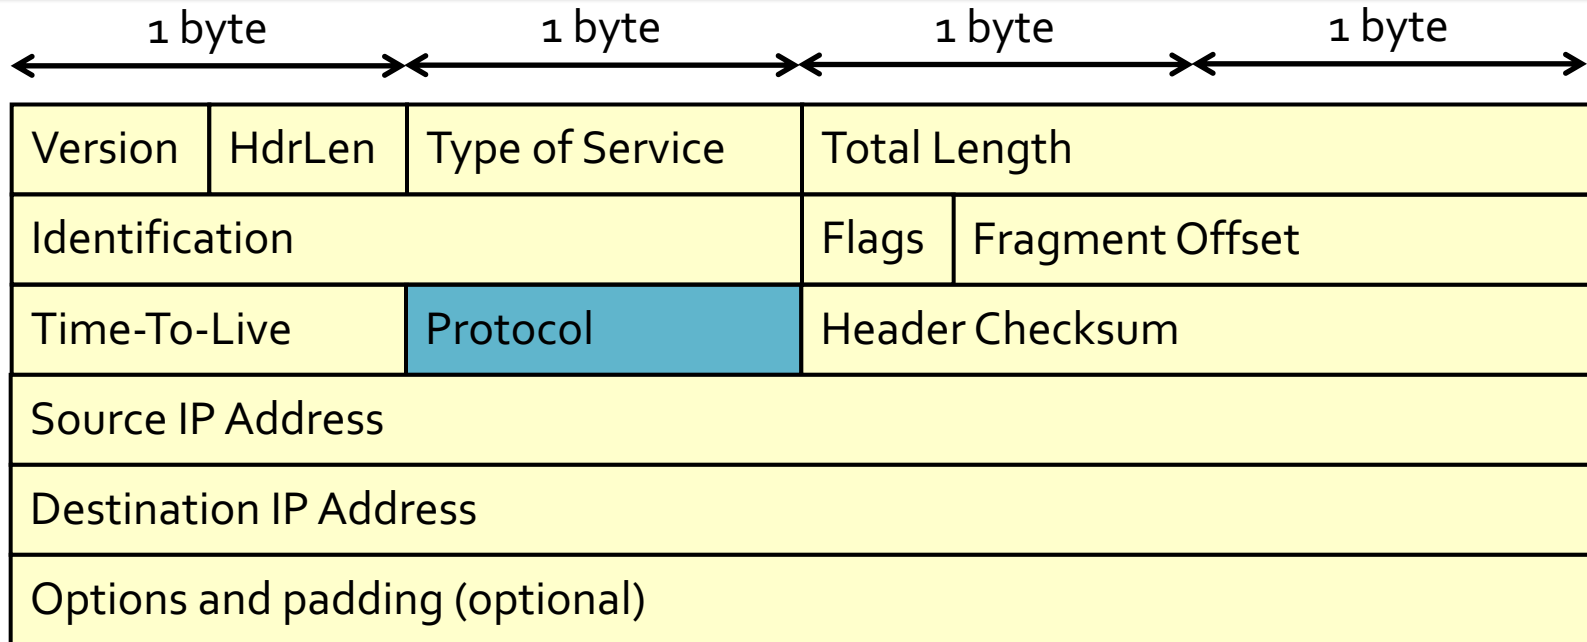 1 byte 1 byte 1 byte 1 byte
Version HdrLen Type of Service Total Length
Identification Flags Fragment Offset
Time-To-Live Protocol Header Checksum
Source IP Address
Destination IP Address
Options and padding (optional)